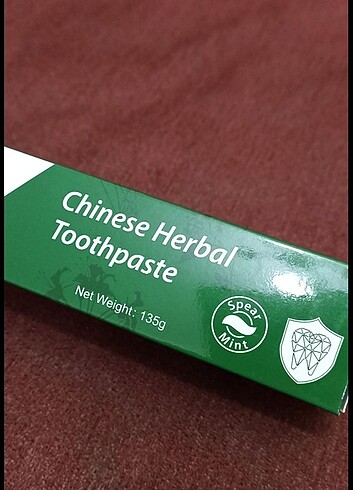 Chinese Herbal
Toothpaste
Net Weight: 135g
Spear
Mint